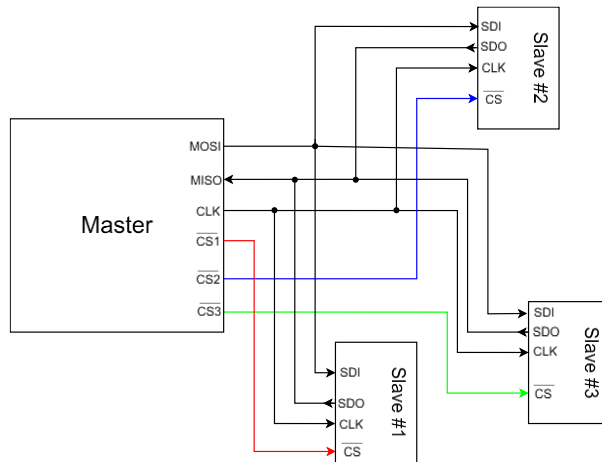 SDI
SDO
CLK
CS
Slave #2
MOSI
MISO
CLK
CS1
CS2
CS3
Master
SDI
SDO
CLK
CS
Slave #3
SDI
SDO
CLK
CS
Slave #1